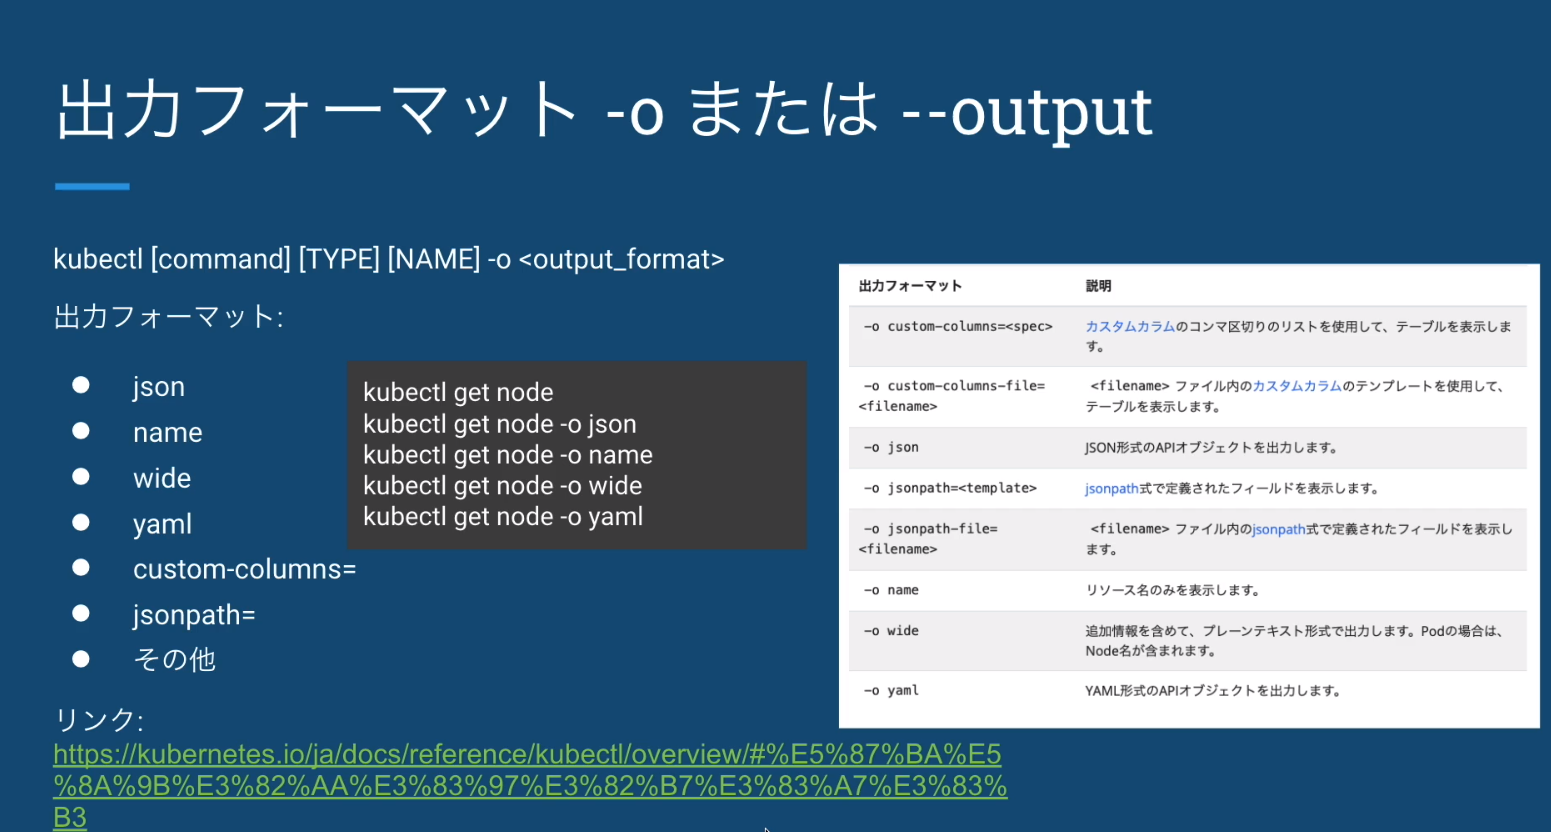 出力フォーマット -o または --output
kubectl [command] [TYPE] [NAME] -o <output_format>
出力フォーマット:
● json
● name
● wide
● yaml
● custom-columns=
● jsonpath=
● その他
kubectl get node
kubectl get node -o json
kubectl get node -o name
kubectl get node -o wide
kubectl get node -o yaml
リンク:
https://kubernetes.io/ja/docs/reference/kubectl/overview/#%E5%87%BA%E5
%8A%9B%E3%82%AA%E3%83%97%E3%82%B7%E3%83%A7%E3%83%
B3
出力フォーマット 説明
-o custom-columns=<spec> カスタムカラムのコンマ区切りのリストを使用して、テーブルを表示しま
す。
-o custom-columns-file= <filename> ファイル内のカスタムカラムのテンプレートを使用して、
<filename> テーブルを表示します。
-o json JSON形式のAPIオブジェクトを出力します。
-o jsonpath=<template> jsonpath式で定義されたフィールドを表示します。
-o jsonpath-file= <filename> ファイル内のjsonpath式で定義されたフィールドを表示し
<filename> ます。
-o name リソース名のみを表示します。
-o wide 追加情報を含めて、プレーンテキスト形式で出力します。Podの場合は、
Node名が含まれます。
-o yaml YAML形式のAPIオブジェクトを出力します。